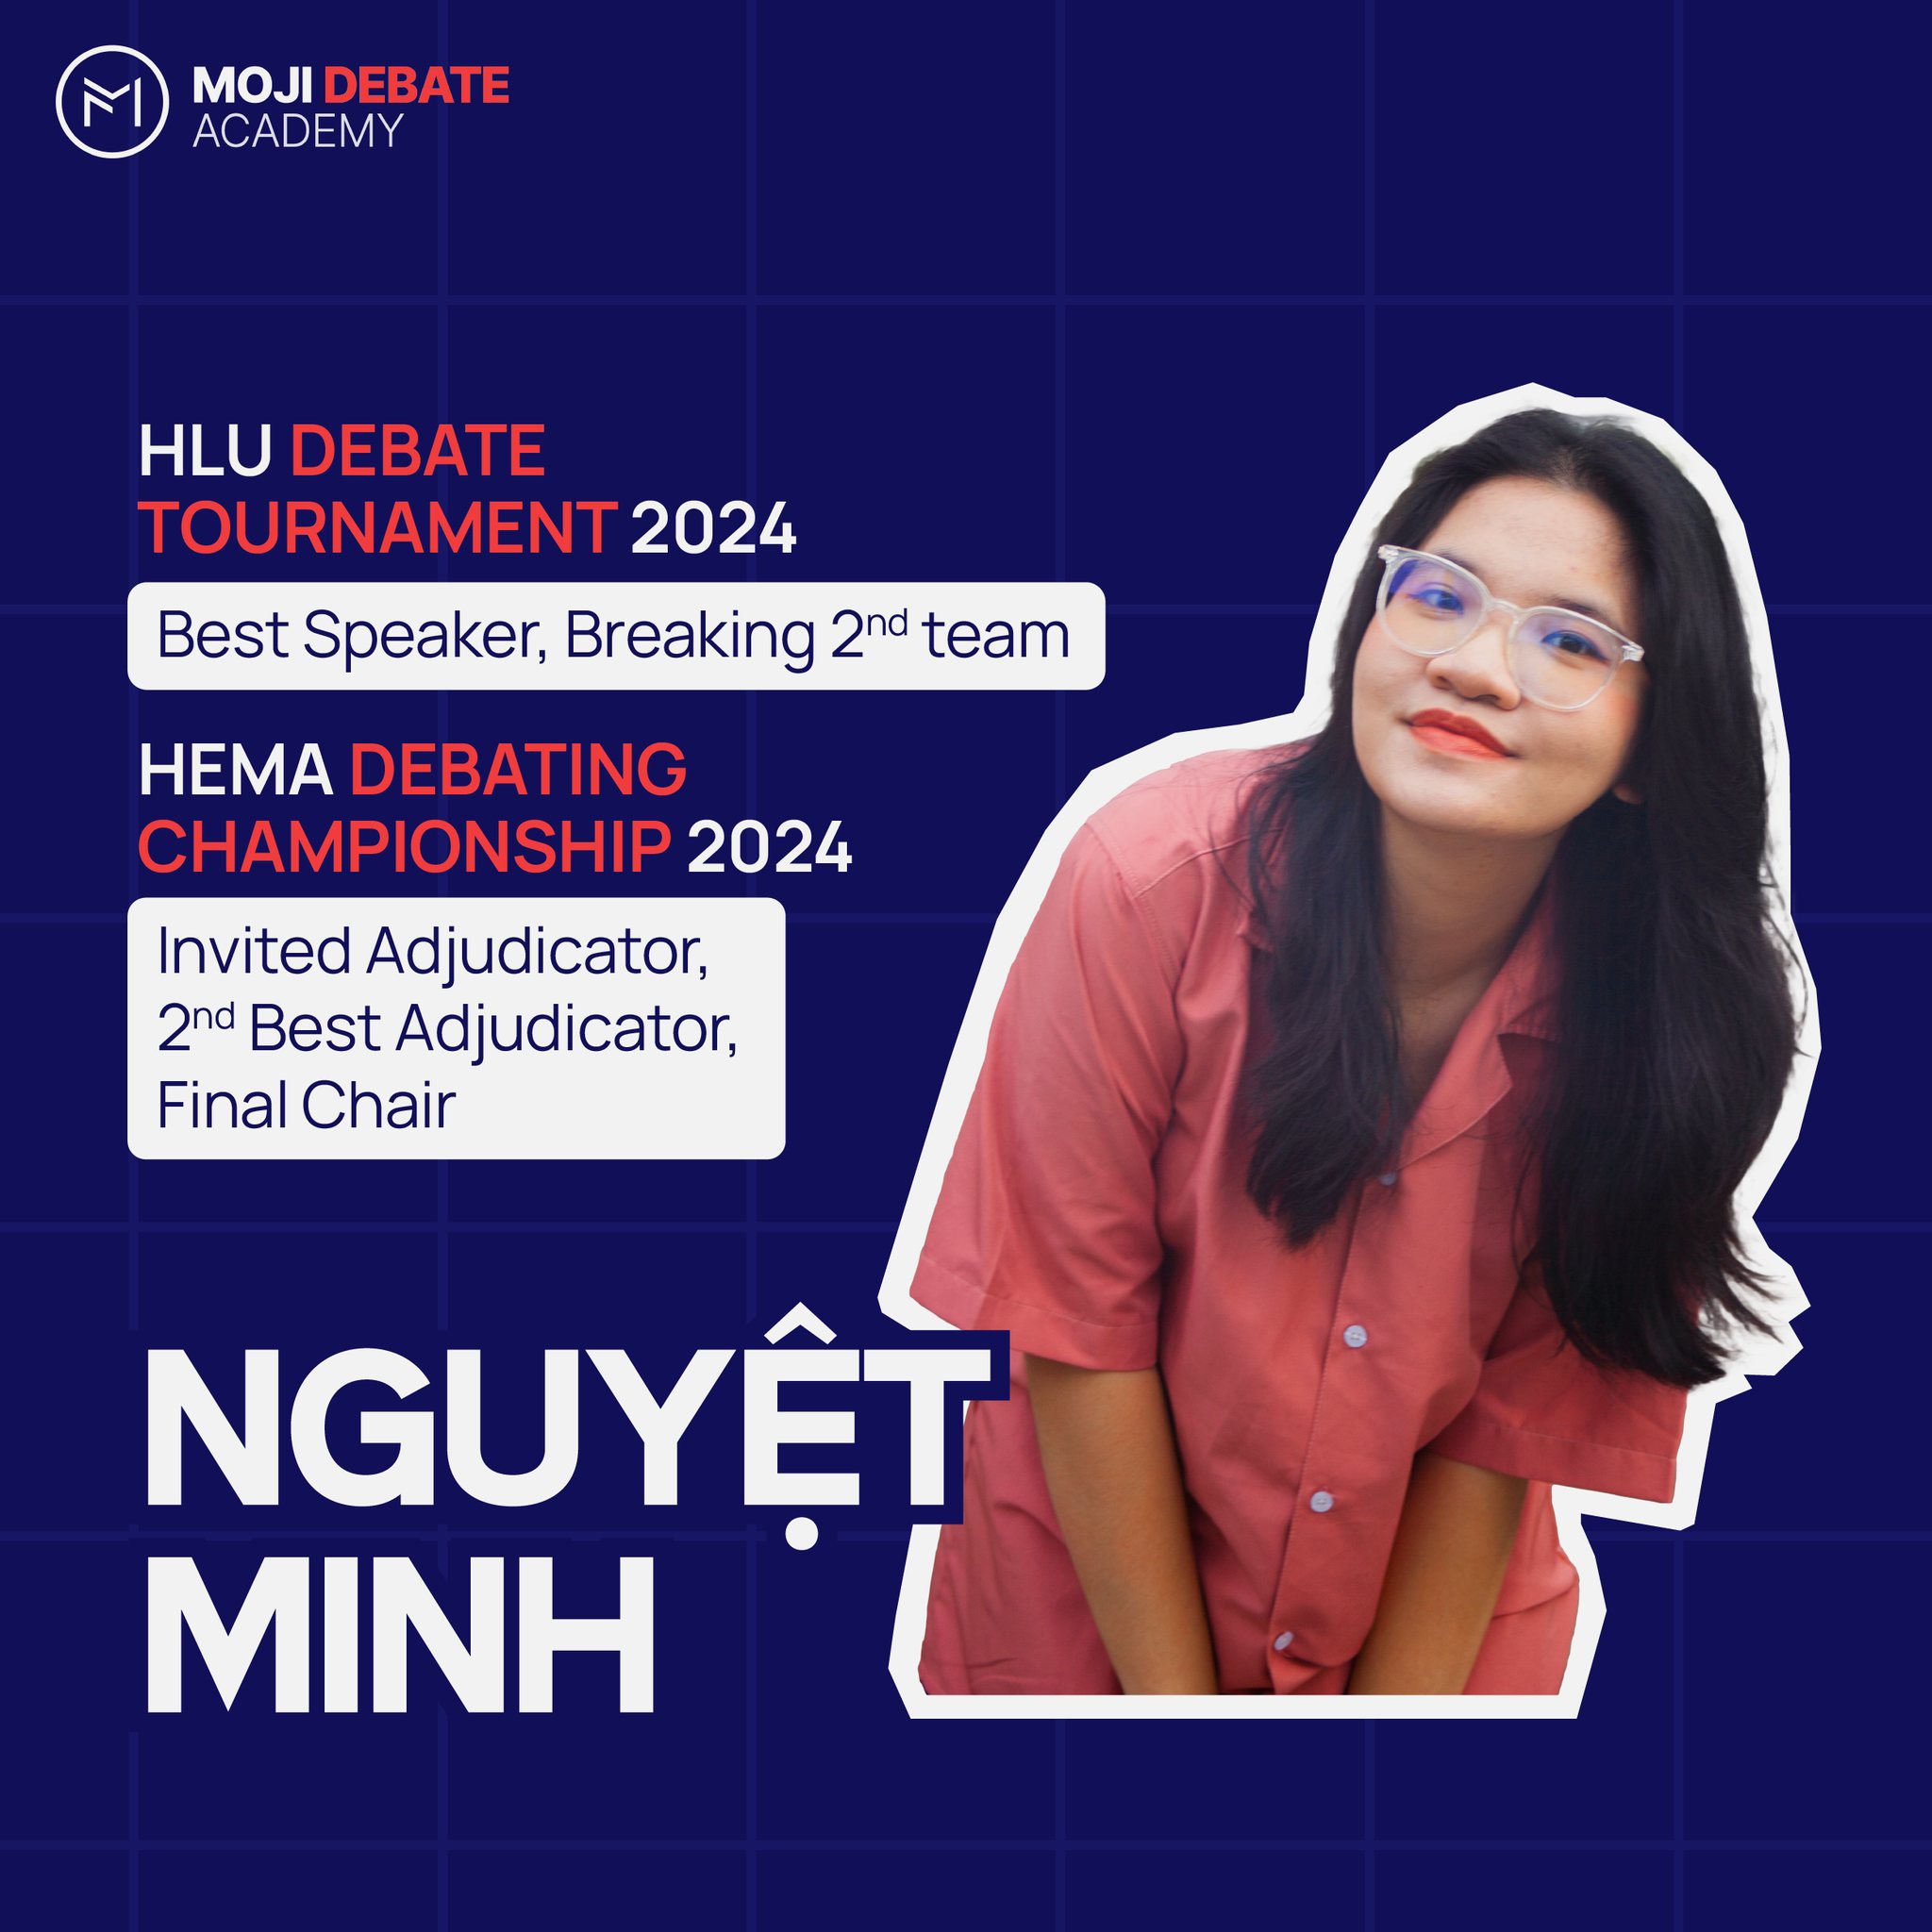 MOJI DEBATE
ACADEMY
HLU DEBATE
TOURNAMENT 2024
Best Speaker, Breaking 2nd team
HEMA DEBATING
CHAMPIONSHIP 2024
Invited Adjudicator,
2nd Best Adjudicator,
Final Chair
NGUYỆT
MINH